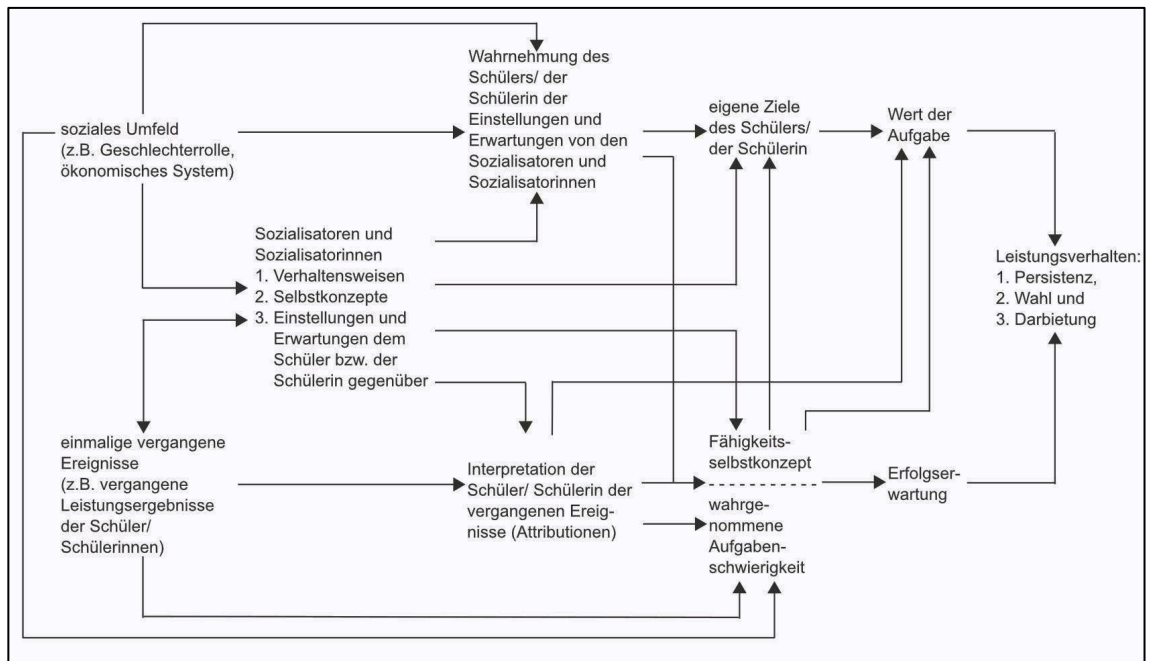 Wahrnehmung des
Schülers/ der
Schülerin der
Einstellungen und
Erwartungen von den
Sozialisatoren und
Sozialisatorinnen
eigene Ziele
des Schülers/
der Schülerin
Wert der
Aufgabe
soziales Umfeld
(z.B. Geschlechterrolle,
ökonomisches System)
Sozialisatoren und
Sozialisatorinnen
1. Verhaltensweisen
2. Selbstkonzepte
3. Einstellungen und
Erwartungen dem
Schüler bzw. der
Schülerin gegenüber
Leistungsverhalten:
1. Persistenz,
2. Wahl und
3. Darbietung
einmalige vergangene
Ereignisse
(z.B. vergangene
Leistungsergebnisse
der Schüler/
Schülerinnen)
Interpretation der
Schüler/ Schülerin der
vergangenen Ereig-
nisse (Attributionen)
Fähigkeits-
selbstkonzept
wahrge-
nommene
Aufgaben-
schwierigkeit
Erfolgser-
wartung